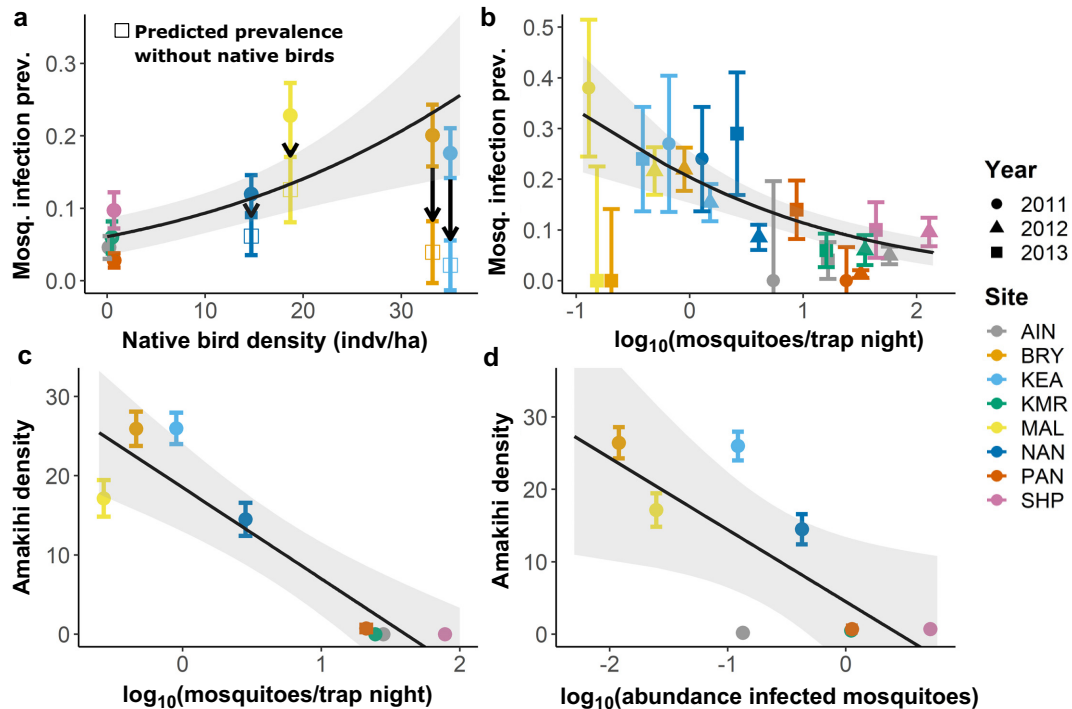 a
Predicted prevalence
without native birds
Mosq. infection prev.
0.3
0.2
0.1
0.0
0
10
20
30
Native bird density (indv/ha)
b
Mosq. infection prev.
0.5
0.4
0.3
0.2
0.1
0.0
-1
0
1
2
log10(mosquitoes/trap night)
Year
2011
2012
2013
Site
AIN
BRY
KEA
KMR
MAL
NAN
PAN
SHP
c
Amakihi density
30
20
10
0
0
1
2
log10(mosquitoes/trap night)
d
Amakihi density
30
20
10
0
-2
-1
0
log10(abundance infected mosquitoes)